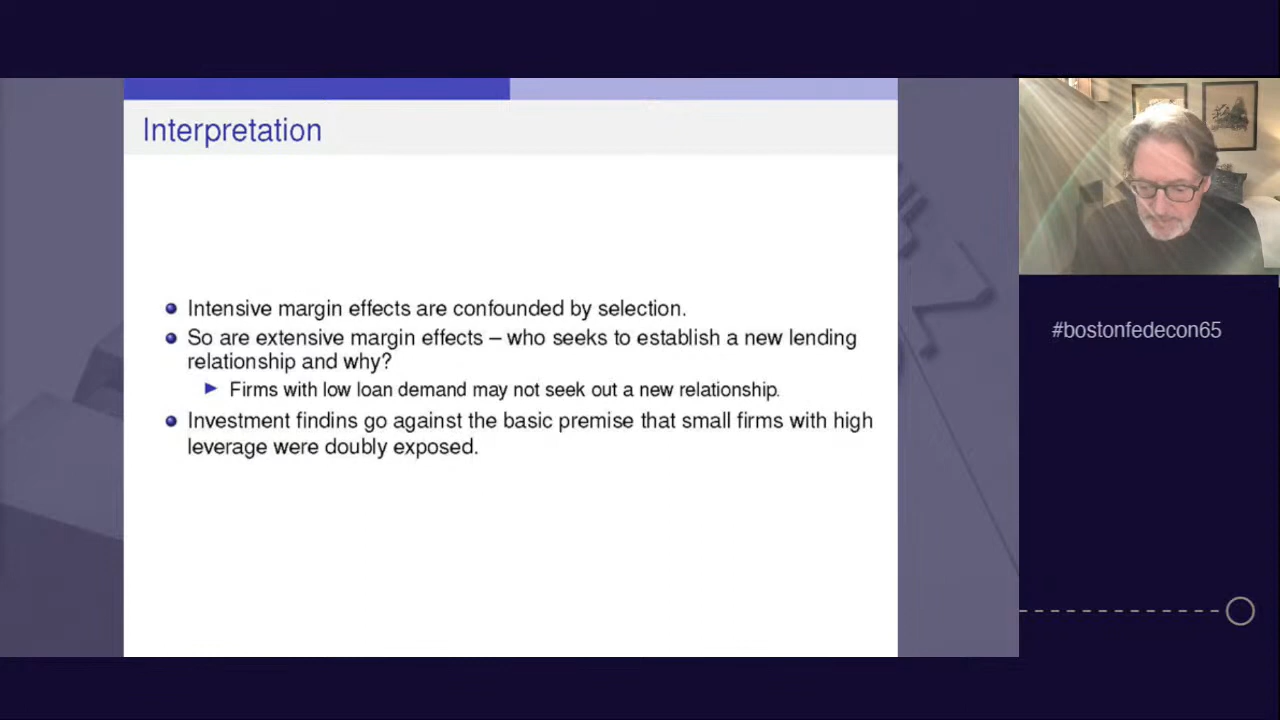 Interpretation
Intensive margin effects are confounded by selection.
So are extensive margin effects – who seeks to establish a new lending
relationship and why?
Firms with low loan demand may not seek out a new relationship.
Investment findins go against the basic premise that small firms with high
leverage were doubly exposed.
#bostonfedecon65